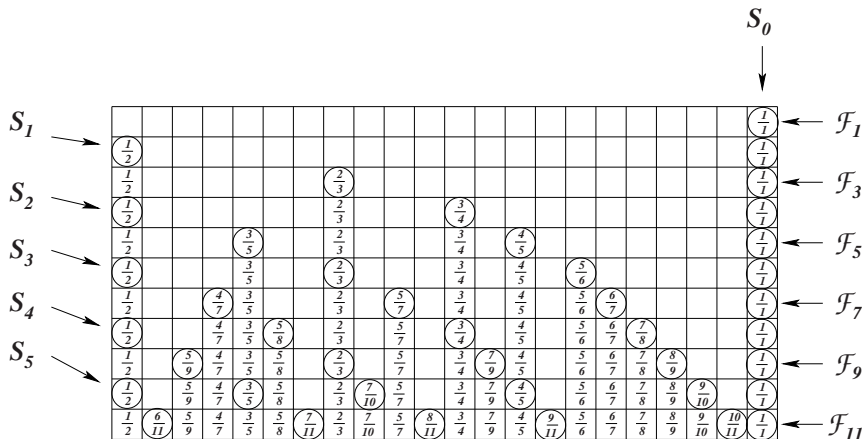 S₀
S₁ 1/1 ℱ₁
1/2 1/1
S₂ 1/2 2/3 1/1 ℱ₃
1/2 2/3 3/4 1/1
S₃ 1/2 3/5 2/3 3/4 4/5 1/1 ℱ₅
1/2 3/5 2/3 3/4 4/5 5/6 1/1
S₄ 1/2 4/7 3/5 2/3 5/7 3/4 4/5 5/6 6/7 1/1 ℱ₇
1/2 4/7 3/5 5/8 2/3 5/7 3/4 4/5 5/6 6/7 7/8 1/1
S₅ 1/2 5/9 4/7 3/5 5/8 2/3 5/7 3/4 7/9 4/5 5/6 6/7 7/8 8/9 1/1 ℱ₉
1/2 5/9 4/7 3/5 5/8 2/3 7/10 5/7 3/4 7/9 4/5 5/6 6/7 7/8 8/9 9/10 1/1
1/2 6/11 5/9 4/7 3/5 5/8 7/11 2/3 7/10 5/7 8/11 3/4 7/9 4/5 9/11 5/6 6/7 7/8 8/9 9/10 10/11 1/1 ℱ₁₁